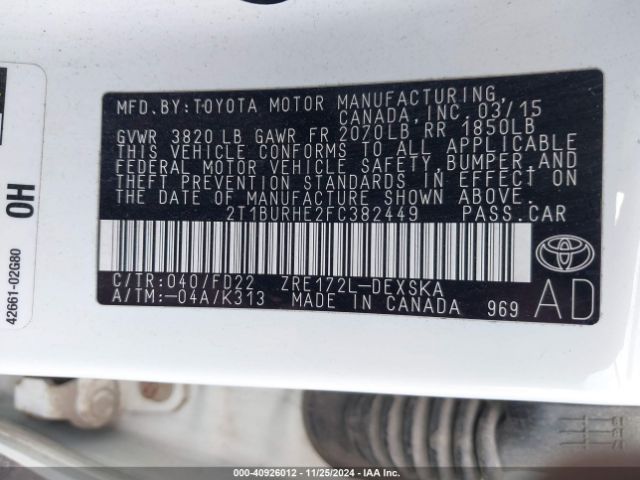 MFD.BY:TOYOTA MOTOR MANUFACTURING
CANADA,INC. 03/15
GVWR 3820 LB GAWR FR 2020LB RR 1850LB
THIS VEHICLE CONFORMS TO ALL APPLICABLE
FEDERAL MOTOR VEHICLE SAFETY, BUMPER,AND
THEFT PREVENTION STANDARDS IN EFFECT ON
THE DATE OF MANUFACTURE SHOWN ABOVE.
2T1BURHE2FC382449 PASS.CAR
C/TR:040/FD22 ZRE172L-DEXSKA
A/TM:-04A/K313 MADE IN CANADA 969
AD
OH
42661-02G80
000-40926012 - 11/25/2024 - IAA Inc.